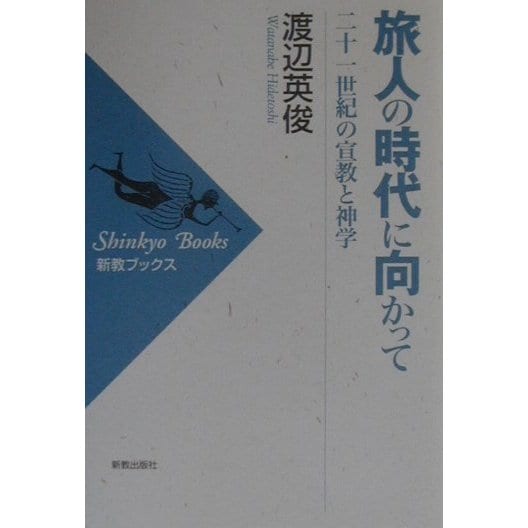 旅人の時代に向かって
二十一世紀の宣教と神学
渡辺英俊
Watanabe Hidetoshi
Shinkyo Books
新教ブックス
新教出版社